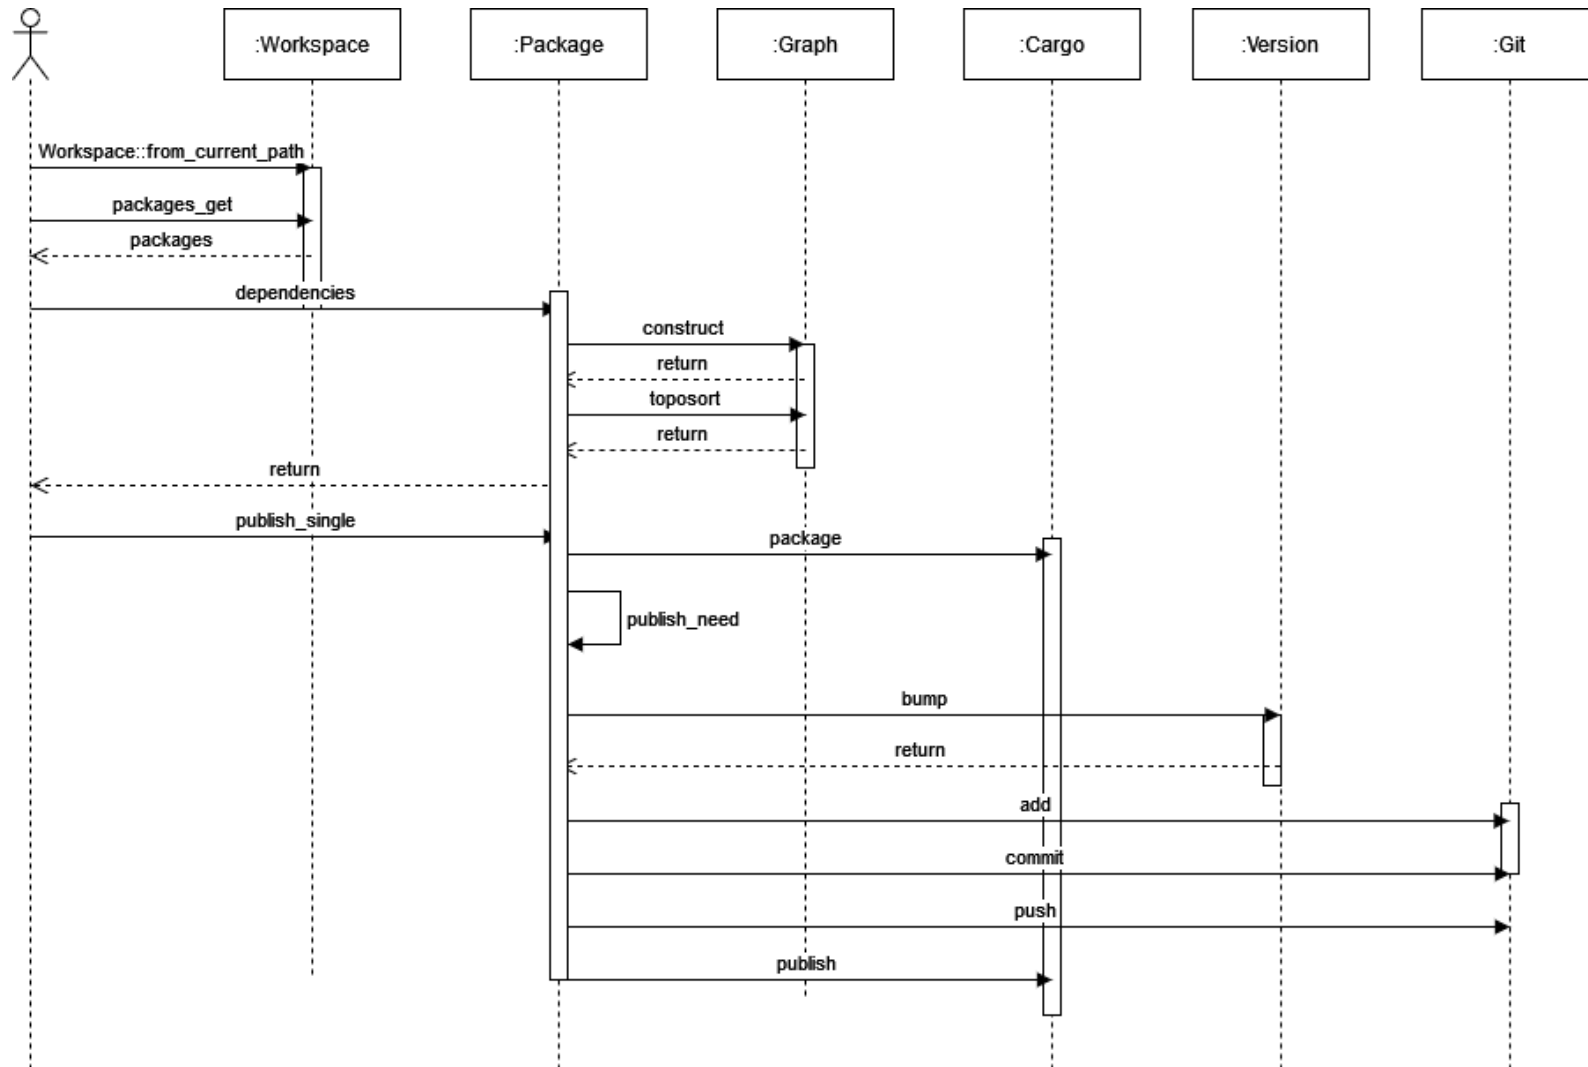 :Workspace
:Package
:Graph
:Cargo
:Version
:Git
Workspace::from_current_path
packages_get
packages
dependencies
construct
return
toposort
return
return
publish_single
package
publish_need
bump
return
add
commit
push
publish